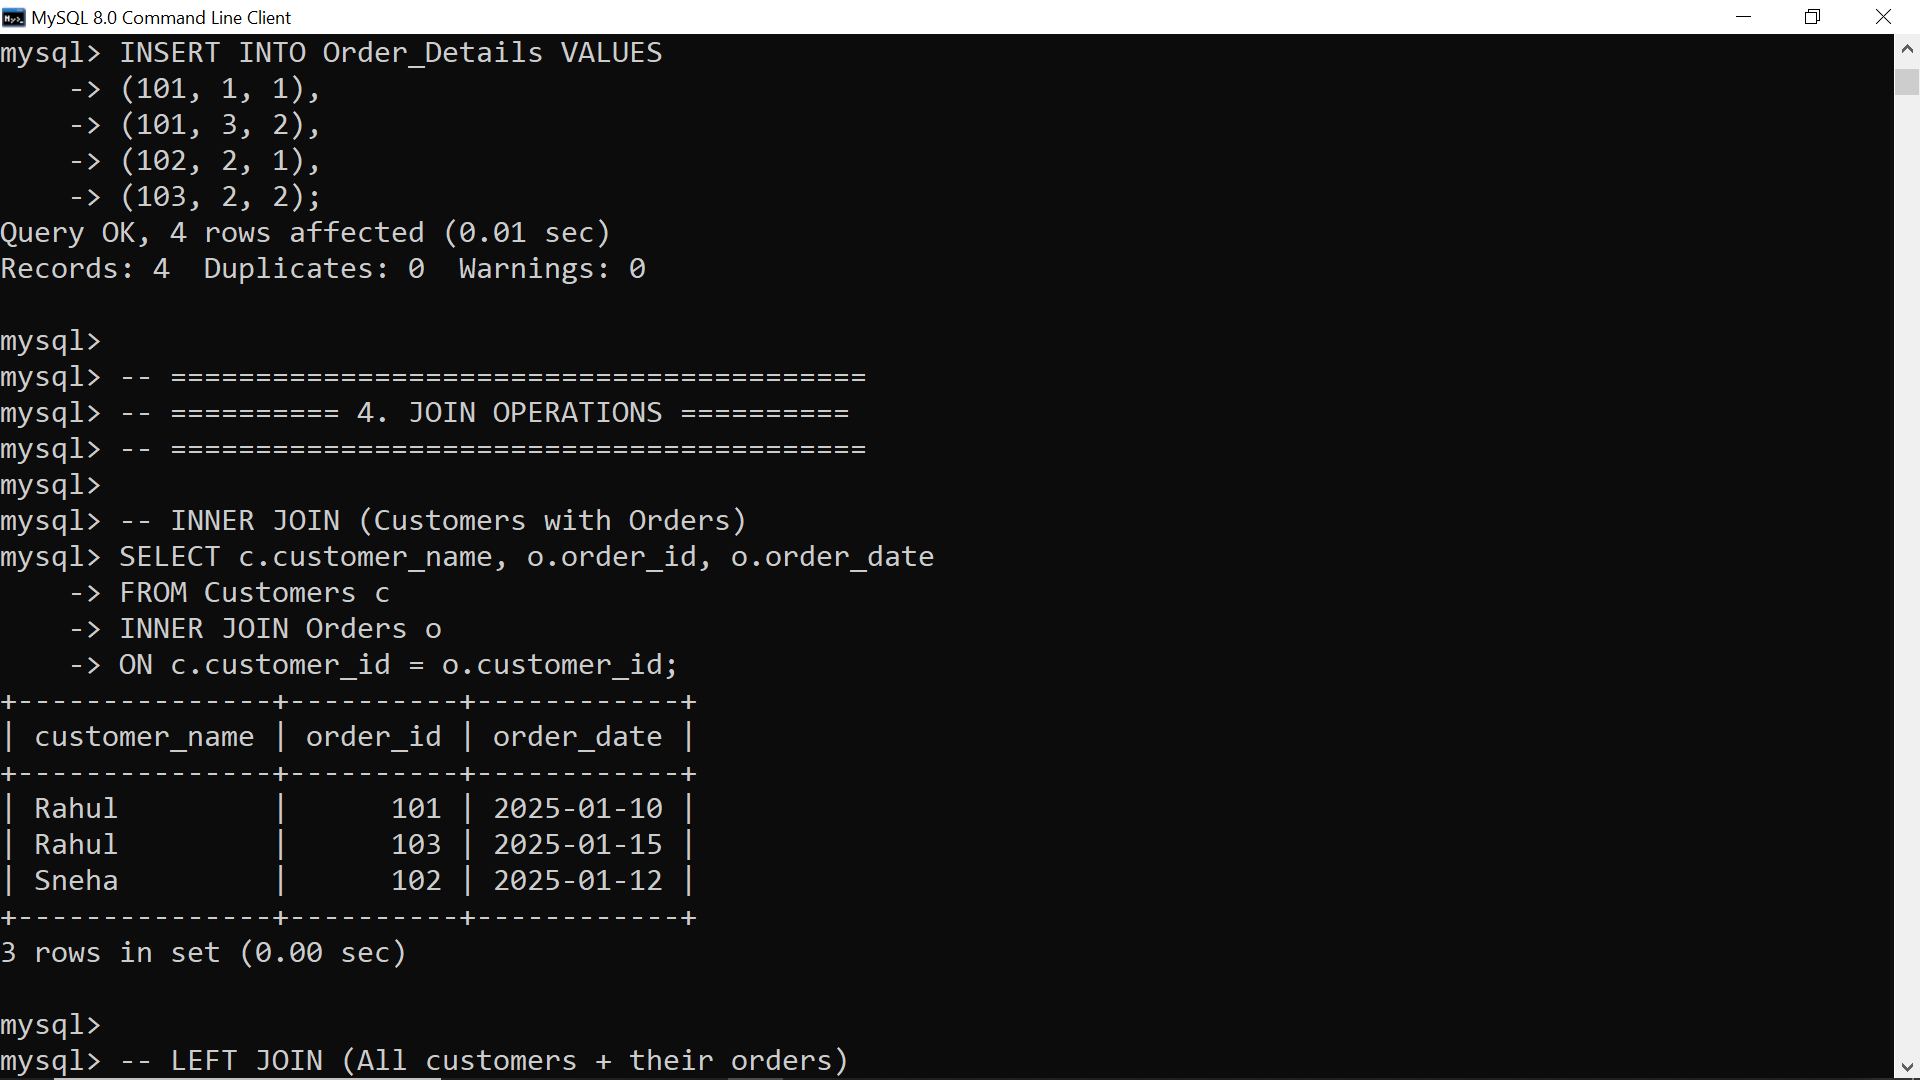 MySQL 8.0 Command Line Client
mysql> INSERT INTO Order_Details VALUES
    -> (101, 1, 1),
    -> (101, 3, 2),
    -> (102, 2, 1),
    -> (103, 2, 2);
Query OK, 4 rows affected (0.01 sec)
Records: 4  Duplicates: 0  Warnings: 0

mysql>
mysql> -- =========================================
mysql> -- ========== 4. JOIN OPERATIONS ==========
mysql> -- =========================================
mysql>
mysql> -- INNER JOIN (Customers with Orders)
mysql> SELECT c.customer_name, o.order_id, o.order_date
    -> FROM Customers c
    -> INNER JOIN Orders o
    -> ON c.customer_id = o.customer_id;
+---------------+----------+------------+
| customer_name | order_id | order_date |
+---------------+----------+------------+
| Rahul         |      101 | 2025-01-10 |
| Rahul         |      103 | 2025-01-15 |
| Sneha         |      102 | 2025-01-12 |
+---------------+----------+------------+
3 rows in set (0.00 sec)

mysql>
mysql> -- LEFT JOIN (All customers + their orders)